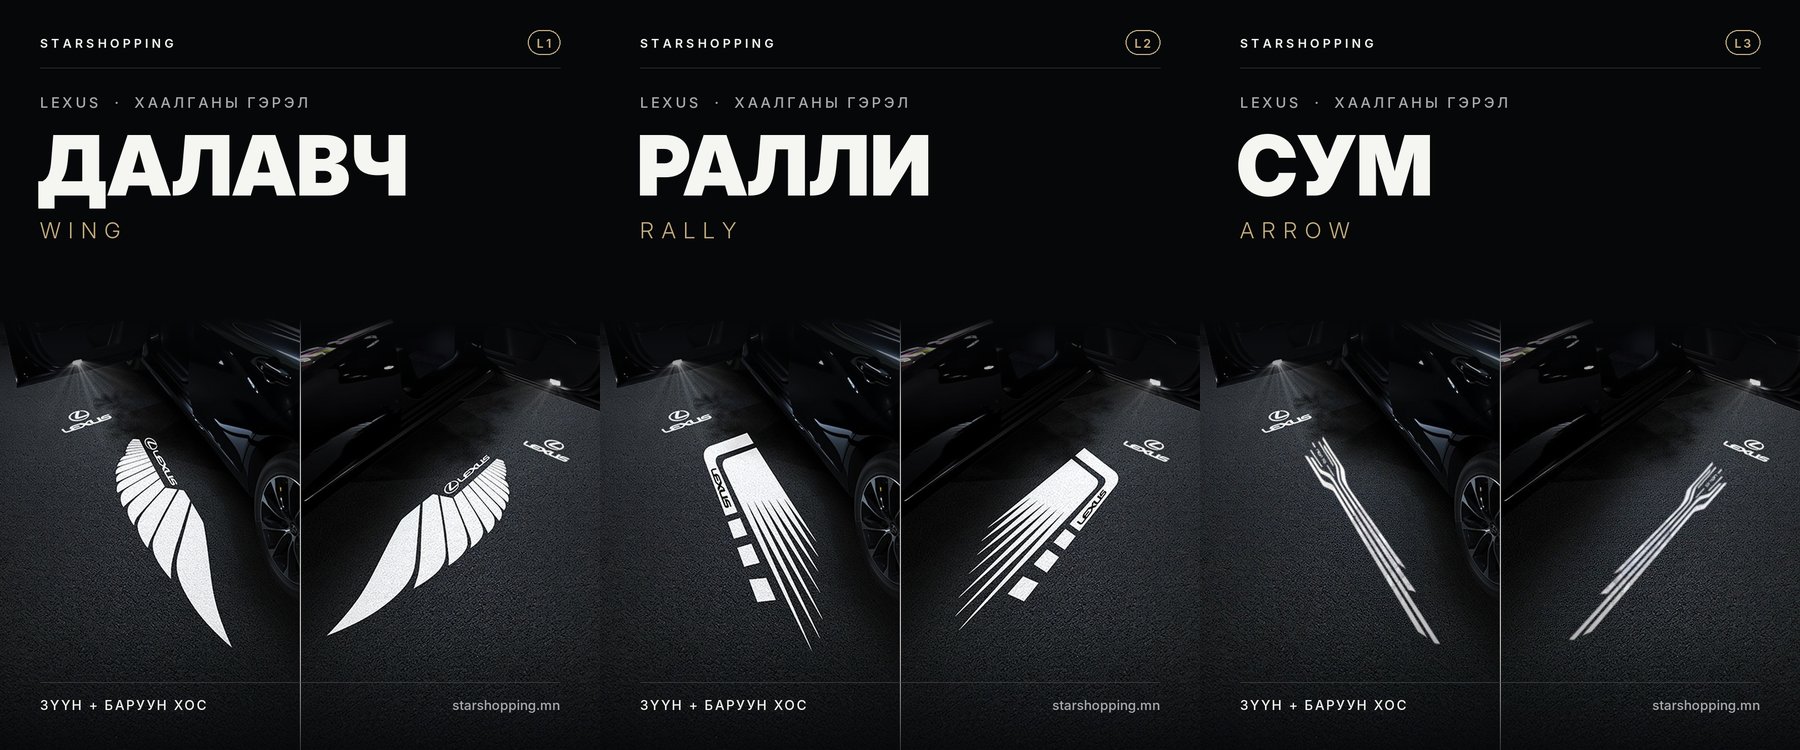 STARSHOPPING L1
LEXUS · ХААЛГАНЫ ГЭРЭЛ
ДАЛАВЧ
WING
LEXUS
LEXUS
LEXUS
LEXUS
ЗҮҮН + БАРУУН ХОС
starshopping.mn
STARSHOPPING L2
LEXUS · ХААЛГАНЫ ГЭРЭЛ
РАЛЛИ
RALLY
LEXUS
LEXUS
LEXUS
LEXUS
ЗҮҮН + БАРУУН ХОС
starshopping.mn
STARSHOPPING L3
LEXUS · ХААЛГАНЫ ГЭРЭЛ
СУМ
ARROW
LEXUS
LEXUS
ЗҮҮН + БАРУУН ХОС
starshopping.mn